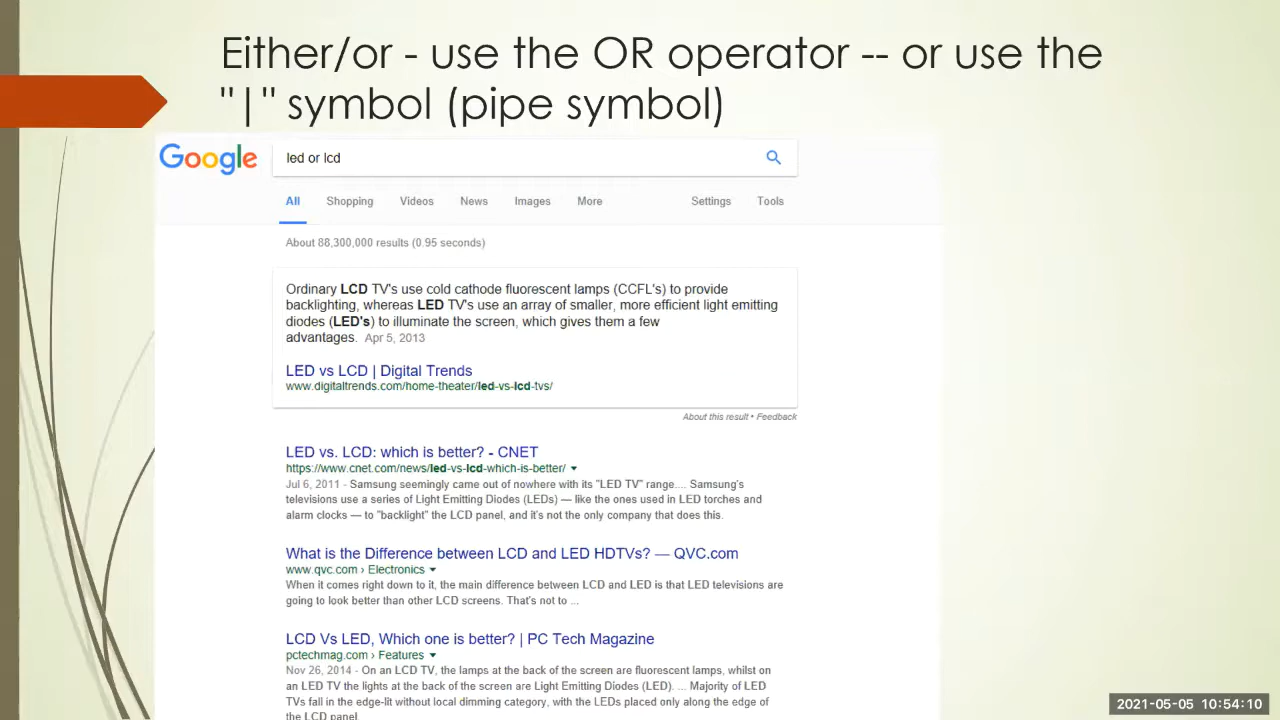 Either/or - use the OR operator -- or use the
"|" symbol (pipe symbol)
Google
led or lcd
All Shopping Videos News Images More Settings Tools
About 88,300,000 results (0.95 seconds)
Ordinary LCD TV's use cold cathode fluorescent lamps (CCFL's) to provide
backlighting, whereas LED TV's use an array of smaller, more efficient light emitting
diodes (LED's) to illuminate the screen, which gives them a few
advantages. Apr 5, 2013
LED vs LCD | Digital Trends
www.digitaltrends.com/home-theater/led-vs-lcd-tvs/
About this result • Feedback
LED vs. LCD: which is better? - CNET
https://www.cnet.com/news/led-vs-lcd-which-is-better/
Jul 6, 2011 - Samsung seemingly came out of nowhere with its "LED TV" range.... Samsung's
televisions use a series of Light Emitting Diodes (LEDs) — like the ones used in LED torches and
alarm clocks — to "backlight" the LCD panel, and it's not the only company that does this.
What is the Difference between LCD and LED HDTVs? — QVC.com
www.qvc.com › Electronics
When it comes right down to it, the main difference between LCD and LED is that LED televisions are
going to look better than other LCD screens. That's not to ...
LCD Vs LED, Which one is better? | PC Tech Magazine
pctechmag.com › Features
Nov 26, 2014 - On an LCD TV, the lamps at the back of the screen are fluorescent lamps, whilst on
an LED TV the lights at the back of the screen are Light Emitting Diodes (LED). ... Majority of LED
TVs fall in the edge-lit without local dimming category, with the LEDs placed only along the edge of
the LCD panel.
2021-05-05 10:54:10